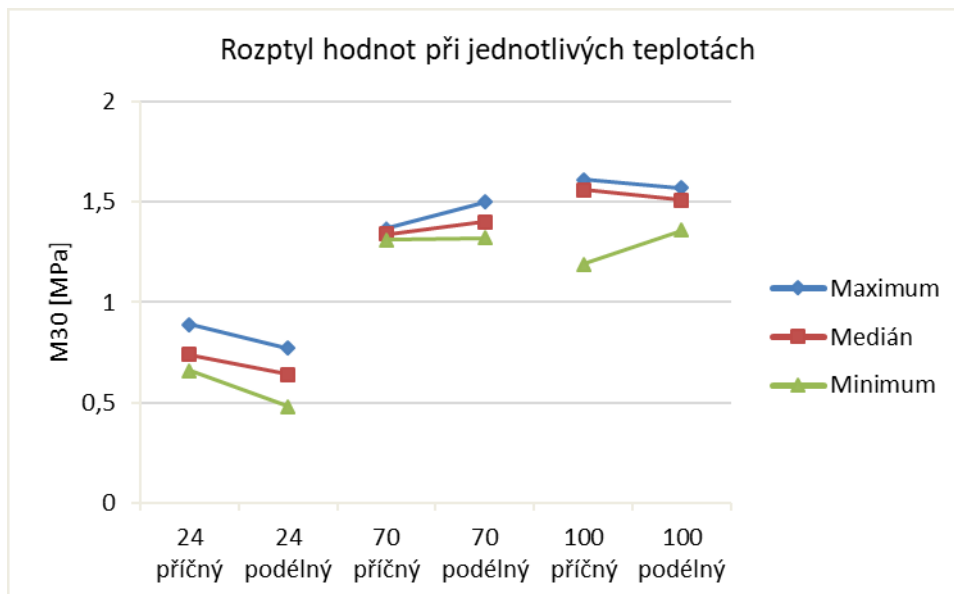 Rozptyl hodnot při jednotlivých teplotách
2
1,5
1
0,5
0
M30 [MPa]
24 příčný
24 podélný
70 příčný
70 podélný
100 příčný
100 podélný
Maximum
Medián
Minimum